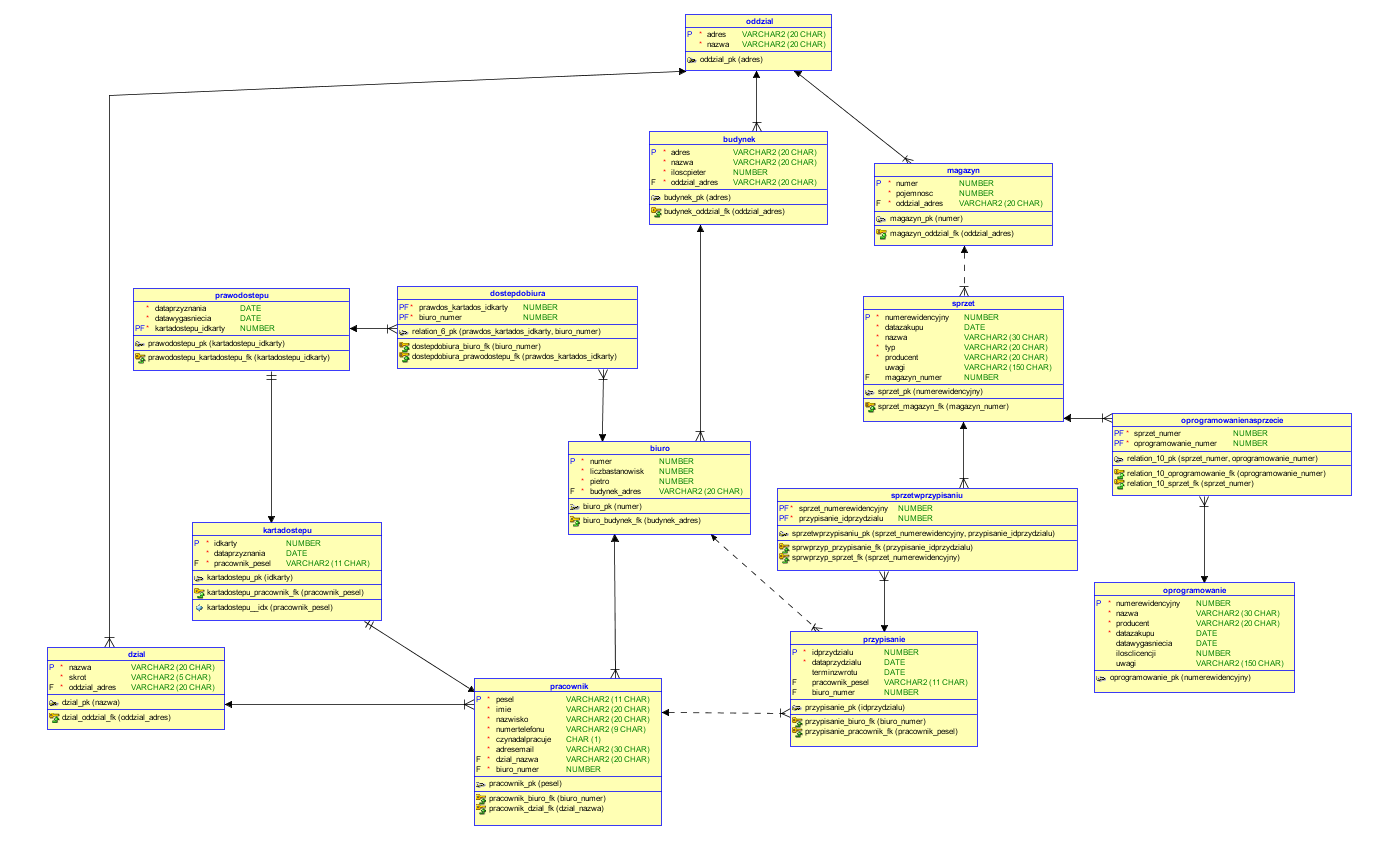 oddzial
P * adres VARCHAR2 (20 CHAR)
* nazwa VARCHAR2 (20 CHAR)
oddzial_pk (adres)
budynek
P * adres VARCHAR2 (20 CHAR)
* nazwa VARCHAR2 (20 CHAR)
* iloscpieter NUMBER
F * oddzial_adres VARCHAR2 (20 CHAR)
budynek_pk (adres)
budynek_oddzial_fk (oddzial_adres)
magazyn
P * numer NUMBER
* pojemnosc NUMBER
F * oddzial_adres VARCHAR2 (20 CHAR)
magazyn_pk (numer)
magazyn_oddzial_fk (oddzial_adres)
prawodostepu
* dataprzyznania DATE
* datawygasniecia DATE
PF* kartadostepu_idkarty NUMBER
prawodostepu_pk (kartadostepu_idkarty)
prawodostepu_kartadostepu_fk (kartadostepu_idkarty)
dostepdobiura
PF* prawdos_kartados_idkarty NUMBER
PF* biuro_numer NUMBER
relation_6_pk (prawdos_kartados_idkarty, biuro_numer)
dostepdobiura_biuro_fk (biuro_numer)
dostepdobiura_prawodostepu_fk (prawdos_kartados_idkarty)
sprzet
P * numerewidencyjny NUMBER
* datazakupu DATE
* nazwa VARCHAR2 (30 CHAR)
* typ VARCHAR2 (20 CHAR)
* producent VARCHAR2 (20 CHAR)
uwagi VARCHAR2 (150 CHAR)
F magazyn_numer NUMBER
sprzet_pk (numerewidencyjny)
sprzet_magazyn_fk (magazyn_numer)
oprogramowanienasprzecie
PF* sprzet_numer NUMBER
PF* oprogramowanie_numer NUMBER
relation_10_pk (sprzet_numer, oprogramowanie_numer)
relation_10_oprogramowanie_fk (oprogramowanie_numer)
relation_10_sprzet_fk (sprzet_numer)
biuro
P * numer NUMBER
* liczbastanowisk NUMBER
* pietro NUMBER
F * budynek_adres VARCHAR2 (20 CHAR)
biuro_pk (numer)
biuro_budynek_fk (budynek_adres)
sprzetwprzypisaniu
PF* sprzet_numerewidencyjny NUMBER
PF* przypisanie_idprzydzialu NUMBER
sprzetwprzypisaniu_pk (sprzet_numerewidencyjny, przypisanie_idprzydzialu)
sprwprzyp_przypisanie_fk (przypisanie_idprzydzialu)
sprwprzyp_sprzet_fk (sprzet_numerewidencyjny)
kartadostepu
P * idkarty NUMBER
* dataprzyznania DATE
F * pracownik_pesel VARCHAR2 (11 CHAR)
kartadostepu_pk (idkarty)
kartadostepu_pracownik_fk (pracownik_pesel)
kartadostepu__idx (pracownik_pesel)
oprogramowanie
P * numerewidencyjny NUMBER
* nazwa VARCHAR2 (30 CHAR)
* producent VARCHAR2 (20 CHAR)
* datazakupu DATE
datawygasniecia DATE
ilosclicencji NUMBER
uwagi VARCHAR2 (150 CHAR)
oprogramowanie_pk (numerewidencyjny)
przypisanie
P * idprzydzialu NUMBER
* dataprzydzialu DATE
terminzwrotu DATE
F pracownik_pesel VARCHAR2 (11 CHAR)
F biuro_numer NUMBER
przypisanie_pk (idprzydzialu)
przypisanie_biuro_fk (biuro_numer)
przypisanie_pracownik_fk (pracownik_pesel)
dzial
P * nazwa VARCHAR2 (20 CHAR)
* skrot VARCHAR2 (5 CHAR)
F * oddzial_adres VARCHAR2 (20 CHAR)
dzial_pk (nazwa)
dzial_oddzial_fk (oddzial_adres)
pracownik
P * pesel VARCHAR2 (11 CHAR)
* imie VARCHAR2 (20 CHAR)
* nazwisko VARCHAR2 (20 CHAR)
* numertelefonu VARCHAR2 (9 CHAR)
* czynadalpracuje CHAR (1)
* adresemail VARCHAR2 (30 CHAR)
F * dzial_nazwa VARCHAR2 (20 CHAR)
F * biuro_numer NUMBER
pracownik_pk (pesel)
pracownik_biuro_fk (biuro_numer)
pracownik_dzial_fk (dzial_nazwa)